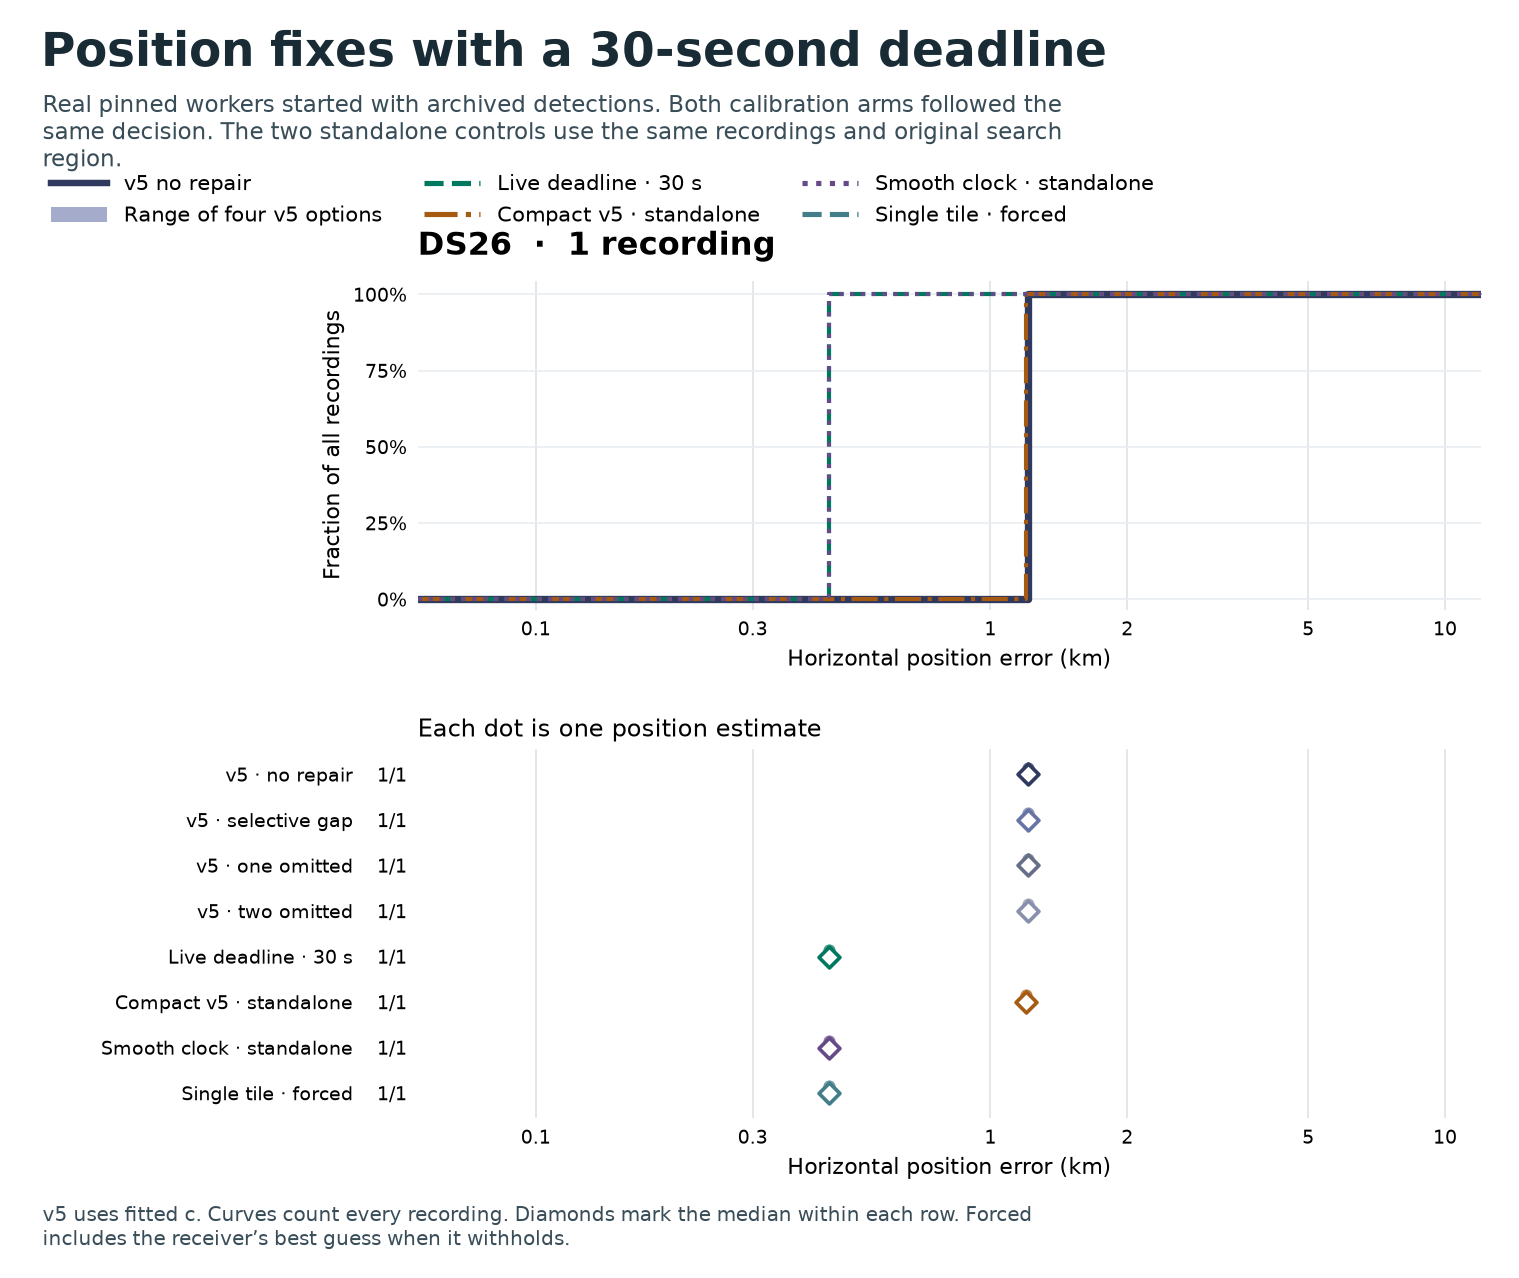 Position fixes with a 30-second deadline
Real pinned workers started with archived detections. Both calibration arms followed the
same decision. The two standalone controls use the same recordings and original search
region.
v5 no repair
Live deadline · 30 s
Smooth clock · standalone
Range of four v5 options
Compact v5 · standalone
Single tile · forced
DS26 · 1 recording
Fraction of all recordings
100%
75%
50%
25%
0%
0.1 0.3 1 2 5 10
Horizontal position error (km)
Each dot is one position estimate
v5 · no repair 1/1
v5 · selective gap 1/1
v5 · one omitted 1/1
v5 · two omitted 1/1
Live deadline · 30 s 1/1
Compact v5 · standalone 1/1
Smooth clock · standalone 1/1
Single tile · forced 1/1
0.1 0.3 1 2 5 10
Horizontal position error (km)
v5 uses fitted c. Curves count every recording. Diamonds mark the median within each row. Forced
includes the receiver’s best guess when it withholds.